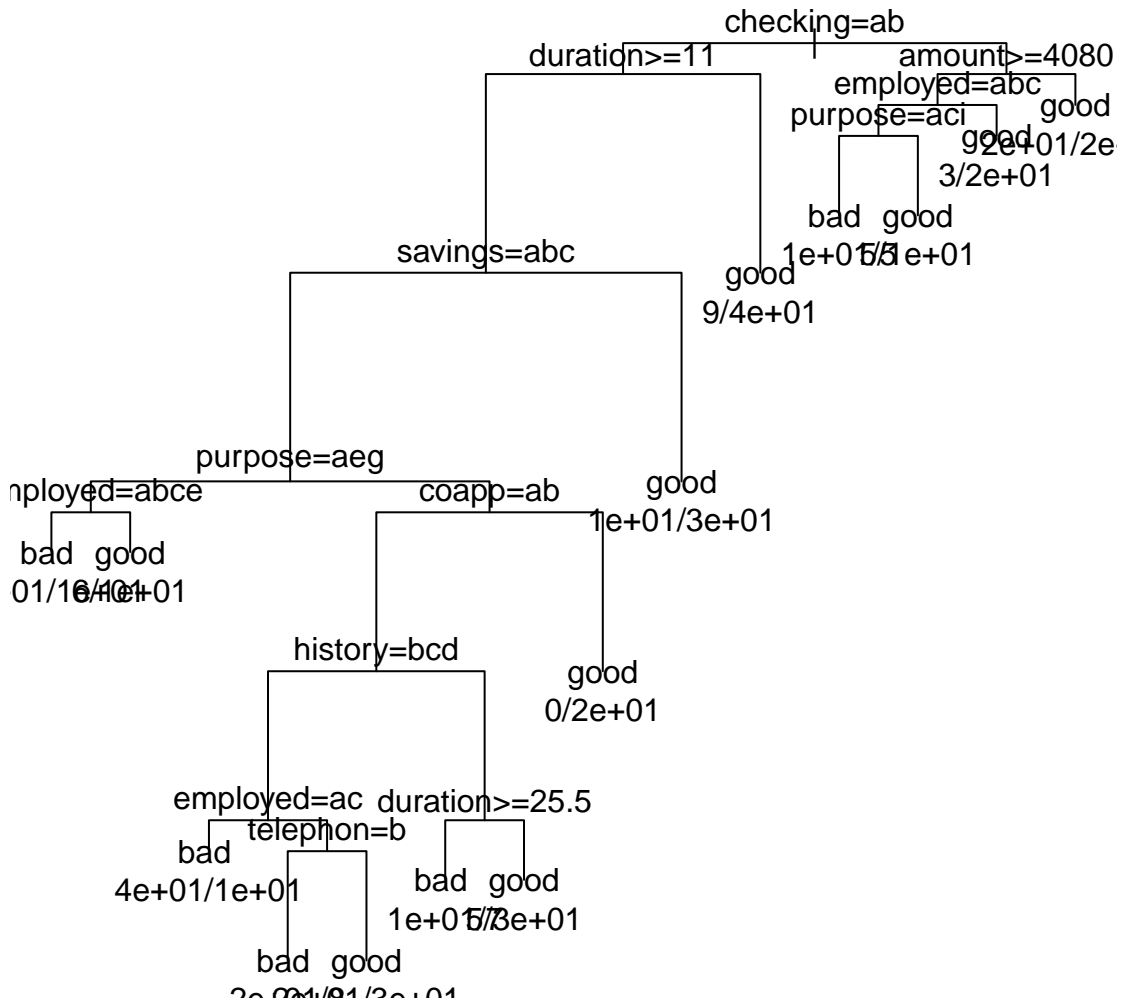 checking=ab
duration>=11
amount>=4080
employed=abc
purpose=aci
good
good
3/2e+01
bad
good
savings=abc
good
9/4e+01
purpose=aeg
coapp=ab
good
1e+01/3e+01
bad
good
history=bcd
good
0/2e+01
employed=ac
duration>=25.5
telephon=b
bad
4e+01/1e+01
bad
good
bad
good